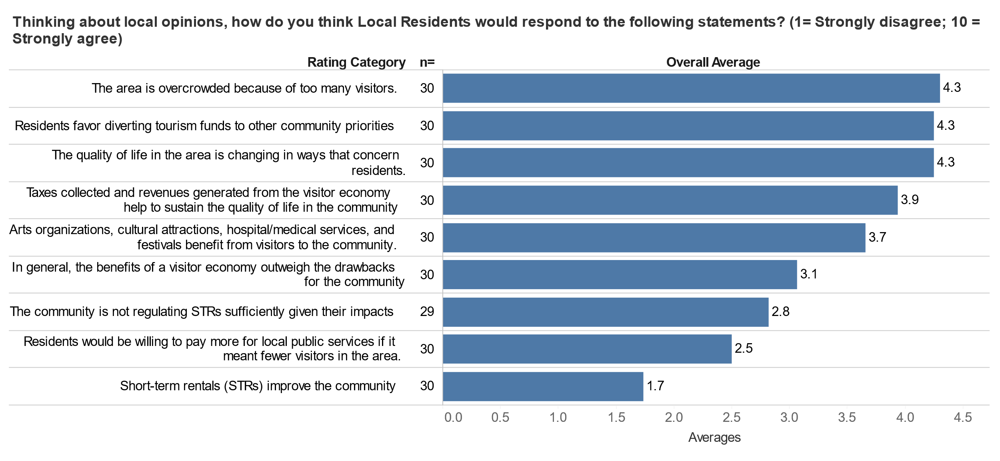 Thinking about local opinions, how do you think Local Residents would respond to the following statements? (1= Strongly disagree; 10 =
Strongly agree)
Rating Category n= Overall Average
The area is overcrowded because of too many visitors. 30 4.3
Residents favor diverting tourism funds to other community priorities 30 4.3
The quality of life in the area is changing in ways that concern
residents. 30 4.3
Taxes collected and revenues generated from the visitor economy
help to sustain the quality of life in the community 30 3.9
Arts organizations, cultural attractions, hospital/medical services, and
festivals benefit from visitors to the community. 30 3.7
In general, the benefits of a visitor economy outweigh the drawbacks
for the community 30 3.1
The community is not regulating STRs sufficiently given their impacts 29 2.8
Residents would be willing to pay more for local public services if it
meant fewer visitors in the area. 30 2.5
Short-term rentals (STRs) improve the community 30 1.7
0.0 0.5 1.0 1.5 2.0 2.5 3.0 3.5 4.0 4.5
Averages